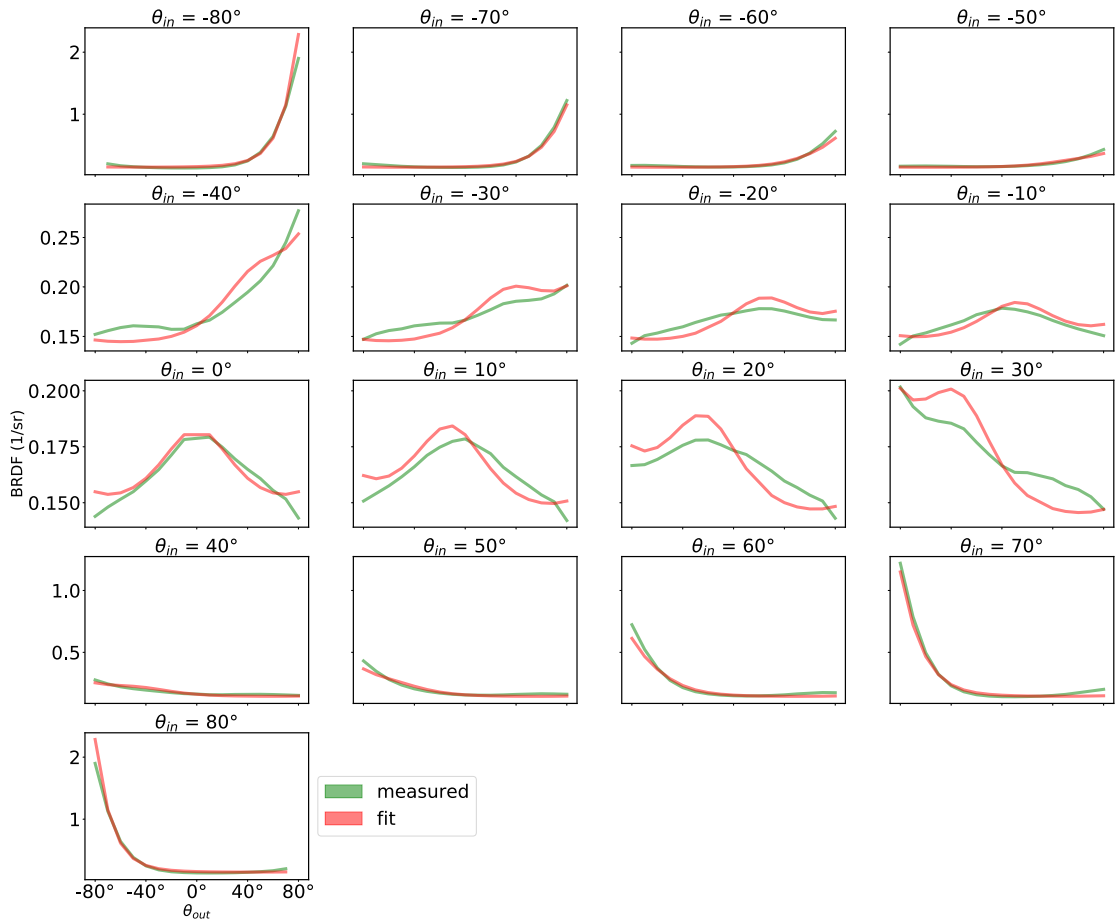 θin = -80° θin = -70° θin = -60° θin = -50°
2
1
θin = -40° θin = -30° θin = -20° θin = -10°
0.25
0.20
0.15
θin = 0° θin = 10° θin = 20° θin = 30°
0.200
0.175
0.150
BRDF (1/sr)
θin = 40° θin = 50° θin = 60° θin = 70°
1.0
0.5
θin = 80°
2
1
measured
fit
-80° -40° 0° 40° 80°
θout